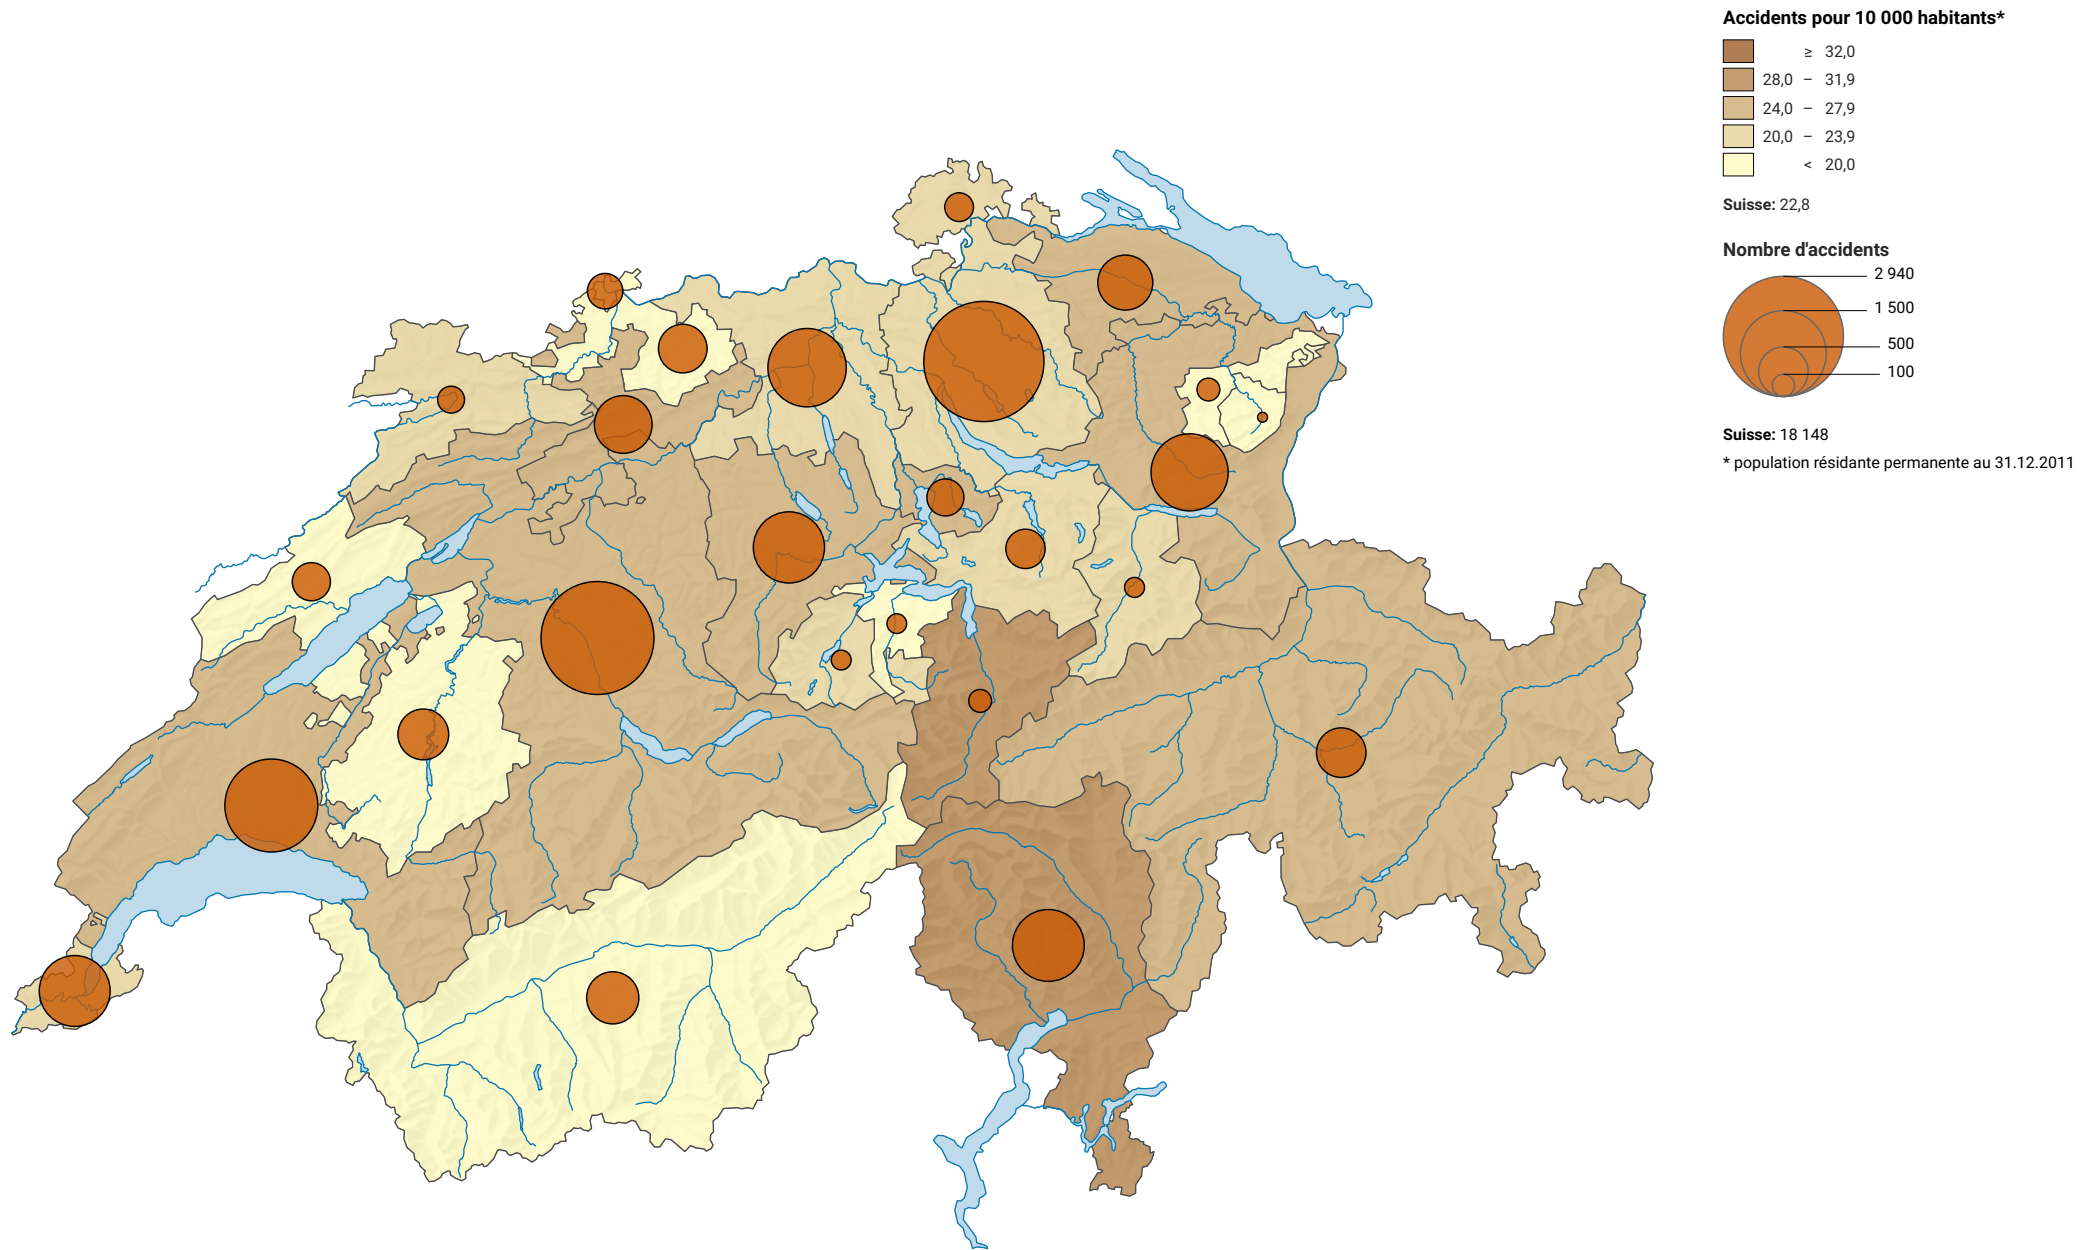 Accidents pour 10 000 habitants*
≥ 32,0
28,0 – 31,9
24,0 – 27,9
20,0 – 23,9
< 20,0
Suisse: 22,8
Nombre d'accidents
2 940
1 500
500
100
Suisse: 18 148
* population résidante permanente au 31.12.2011